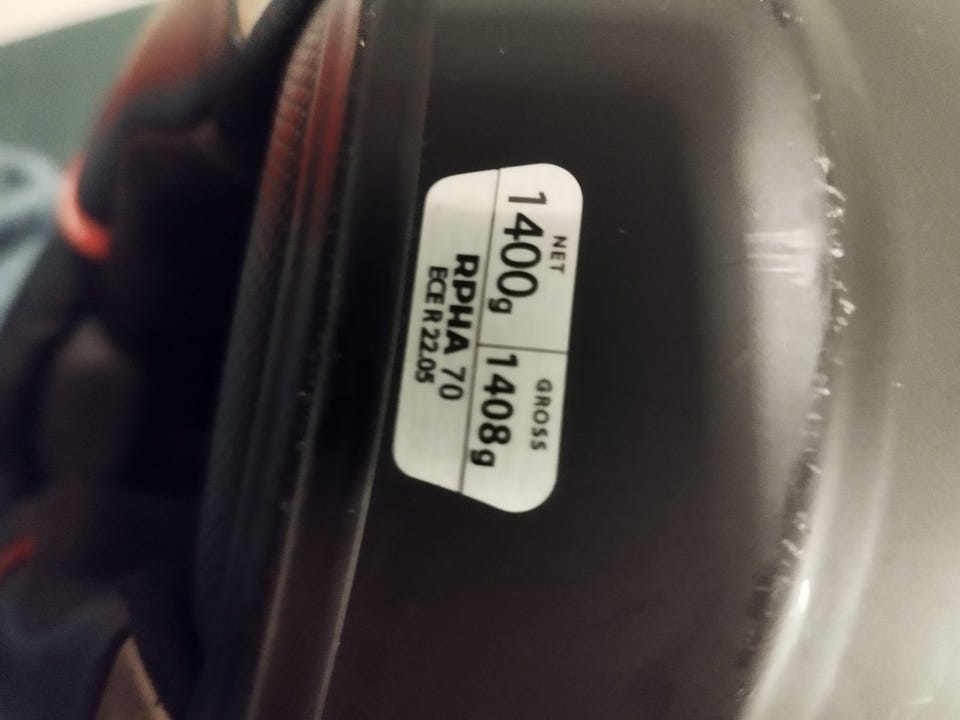 NET
1400g
GROSS
1408g
RPHA 70
ECE R 22.05